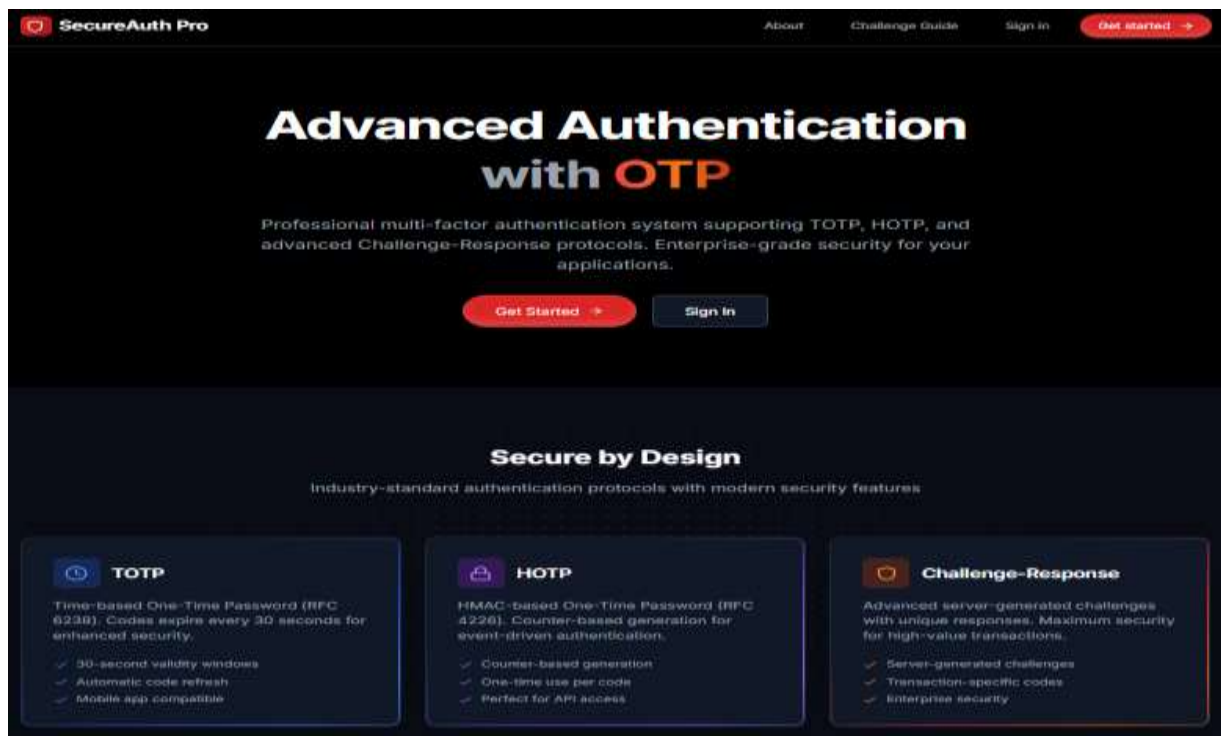 SecureAuth Pro
About
Challenge Guide
Sign in
Get started →
Advanced Authentication
with OTP
Professional multi-factor authentication system supporting TOTP, HOTP, and
advanced Challenge-Response protocols. Enterprise-grade security for your
applications.
Get Started →
Sign In
Secure by Design
Industry-standard authentication protocols with modern security features
TOTP
Time-based One-Time Password (RFC
6238). Codes expire every 30 seconds for
enhanced security.
30-second validity windows
Automatic code refresh
Mobile app compatible
HOTP
HMAC-based One-Time Password (RFC
4226). Counter-based generation for
event-driven authentication.
Counter-based generation
One-time use per code
Perfect for API access
Challenge-Response
Advanced server-generated challenges
with unique responses. Maximum security
for high-value transactions.
Server-generated challenges
Transaction-specific codes
Enterprise security